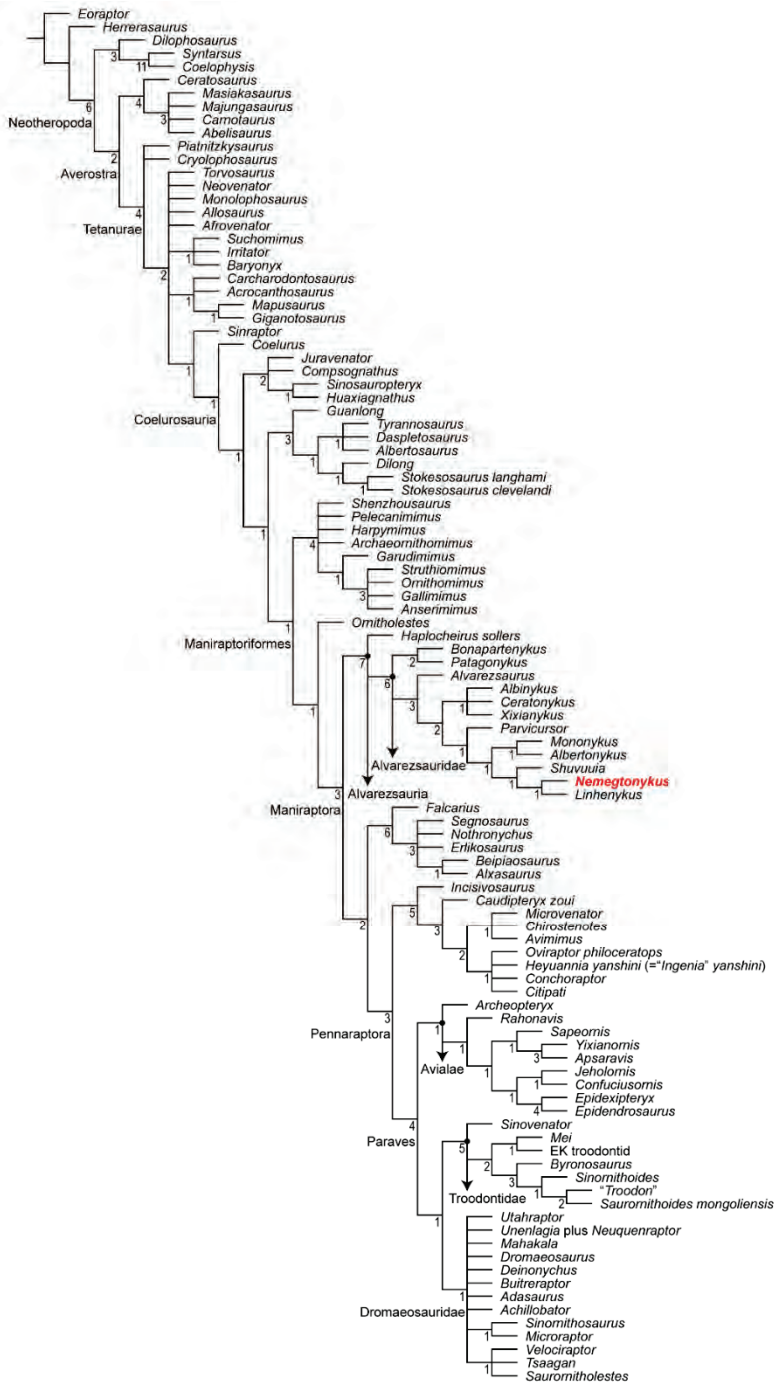 Eoraptor
Herrerasaurus
Dilophosaurus
3
Syntarsus
11
Coelophysis
Ceratosaurus
6
4
Masiakasaurus
Majungasaurus
Neotheropoda
3
Carnotaurus
Abelisaurus
Piatnitzkysaurus
2
Cryolophosaurus
Averostra
Torvosaurus
Neovenator
Monolophosaurus
4
Allosaurus
Tetanurae
Afrovenator
Suchomimus
Irritator
1
Baryonyx
2
Carcharodontosaurus
1
Acrocanthosaurus
Mapusaurus
1
Giganotosaurus
Sinraptor
Coelurus
Juravenator
1
2
Compsognathus
Sinosauropteryx
1
1
Huaxiagnathus
Coelurosauria
Guanlong
Tyrannosaurus
3
1
Daspletosaurus
1
Albertosaurus
1
Dilong
1
Stokesosaurus langhami
1
Stokesosaurus clevelandi
Shenzhousaurus
Pelecanimimus
1
Harpymimus
4
Archaeornithomimus
Garudimimus
1
Struthiomimus
Ornithomimus
3
Gallimimus
Anserimimus
1
Ornitholestes
Maniraptoriformes
Haplocheirus sollers
Bonapartenykus
7
2
Patagonykus
6
Alvarezsaurus
3
Albinykus
1
Ceratonykus
1
2
Xixianykus
Parvicursor
1
Mononykus
1
1
Albertonykus
Alvarezsauridae
Shuvuuia
1
Nemegtonykus
3
Alvarezsauria
1
Linhenykus
Maniraptora
Falcarius
Segnosaurus
6
Nothronychus
3
Erlikosaurus
Beipiaosaurus
1
Alxasaurus
Incisivosaurus
5
Caudipteryx zoui
Microvenator
2
3
1
Chirostenotes
Avimimus
2
Oviraptor philoceratops
Heyuannia yanshini (="Ingenia" yanshini)
1
Conchoraptor
Citipati
3
Archeopteryx
Pennaraptora
1
Rahonavis
Sapeornis
1
1
Yixianornis
3
Apsaravis
Avialae
1
Jeholornis
1
Confuciusornis
1
Epidexipteryx
4
Epidendrosaurus
4
Sinovenator
Paraves
5
Mei
1
EK troodontid
2
Byronosaurus
3
Sinornithoides
1
"Troodon"
Troodontidae
2
Saurornithoides mongoliensis
1
Utahraptor
Unenlagia plus Neuquenraptor
Mahakala
Dromaeosaurus
Deinonychus
Buitreraptor
1
Adasaurus
Dromaeosauridae
Achillobator
Sinornithosaurus
1
Microraptor
Velociraptor
Tsaagan
1
Saurornitholestes